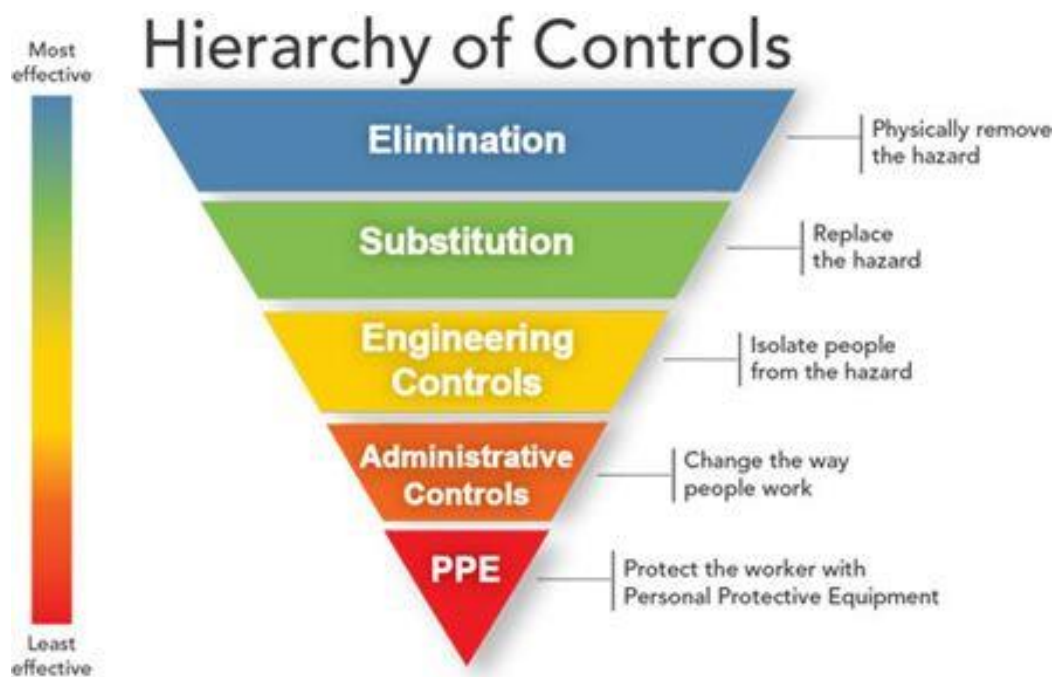 Hierarchy of Controls
Most
effective
Elimination
Physically remove
the hazard
Substitution
Replace
the hazard
Engineering
Controls
Isolate people
from the hazard
Administrative
Controls
Change the way
people work
PPE
Protect the worker with
Personal Protective Equipment
Least
effective